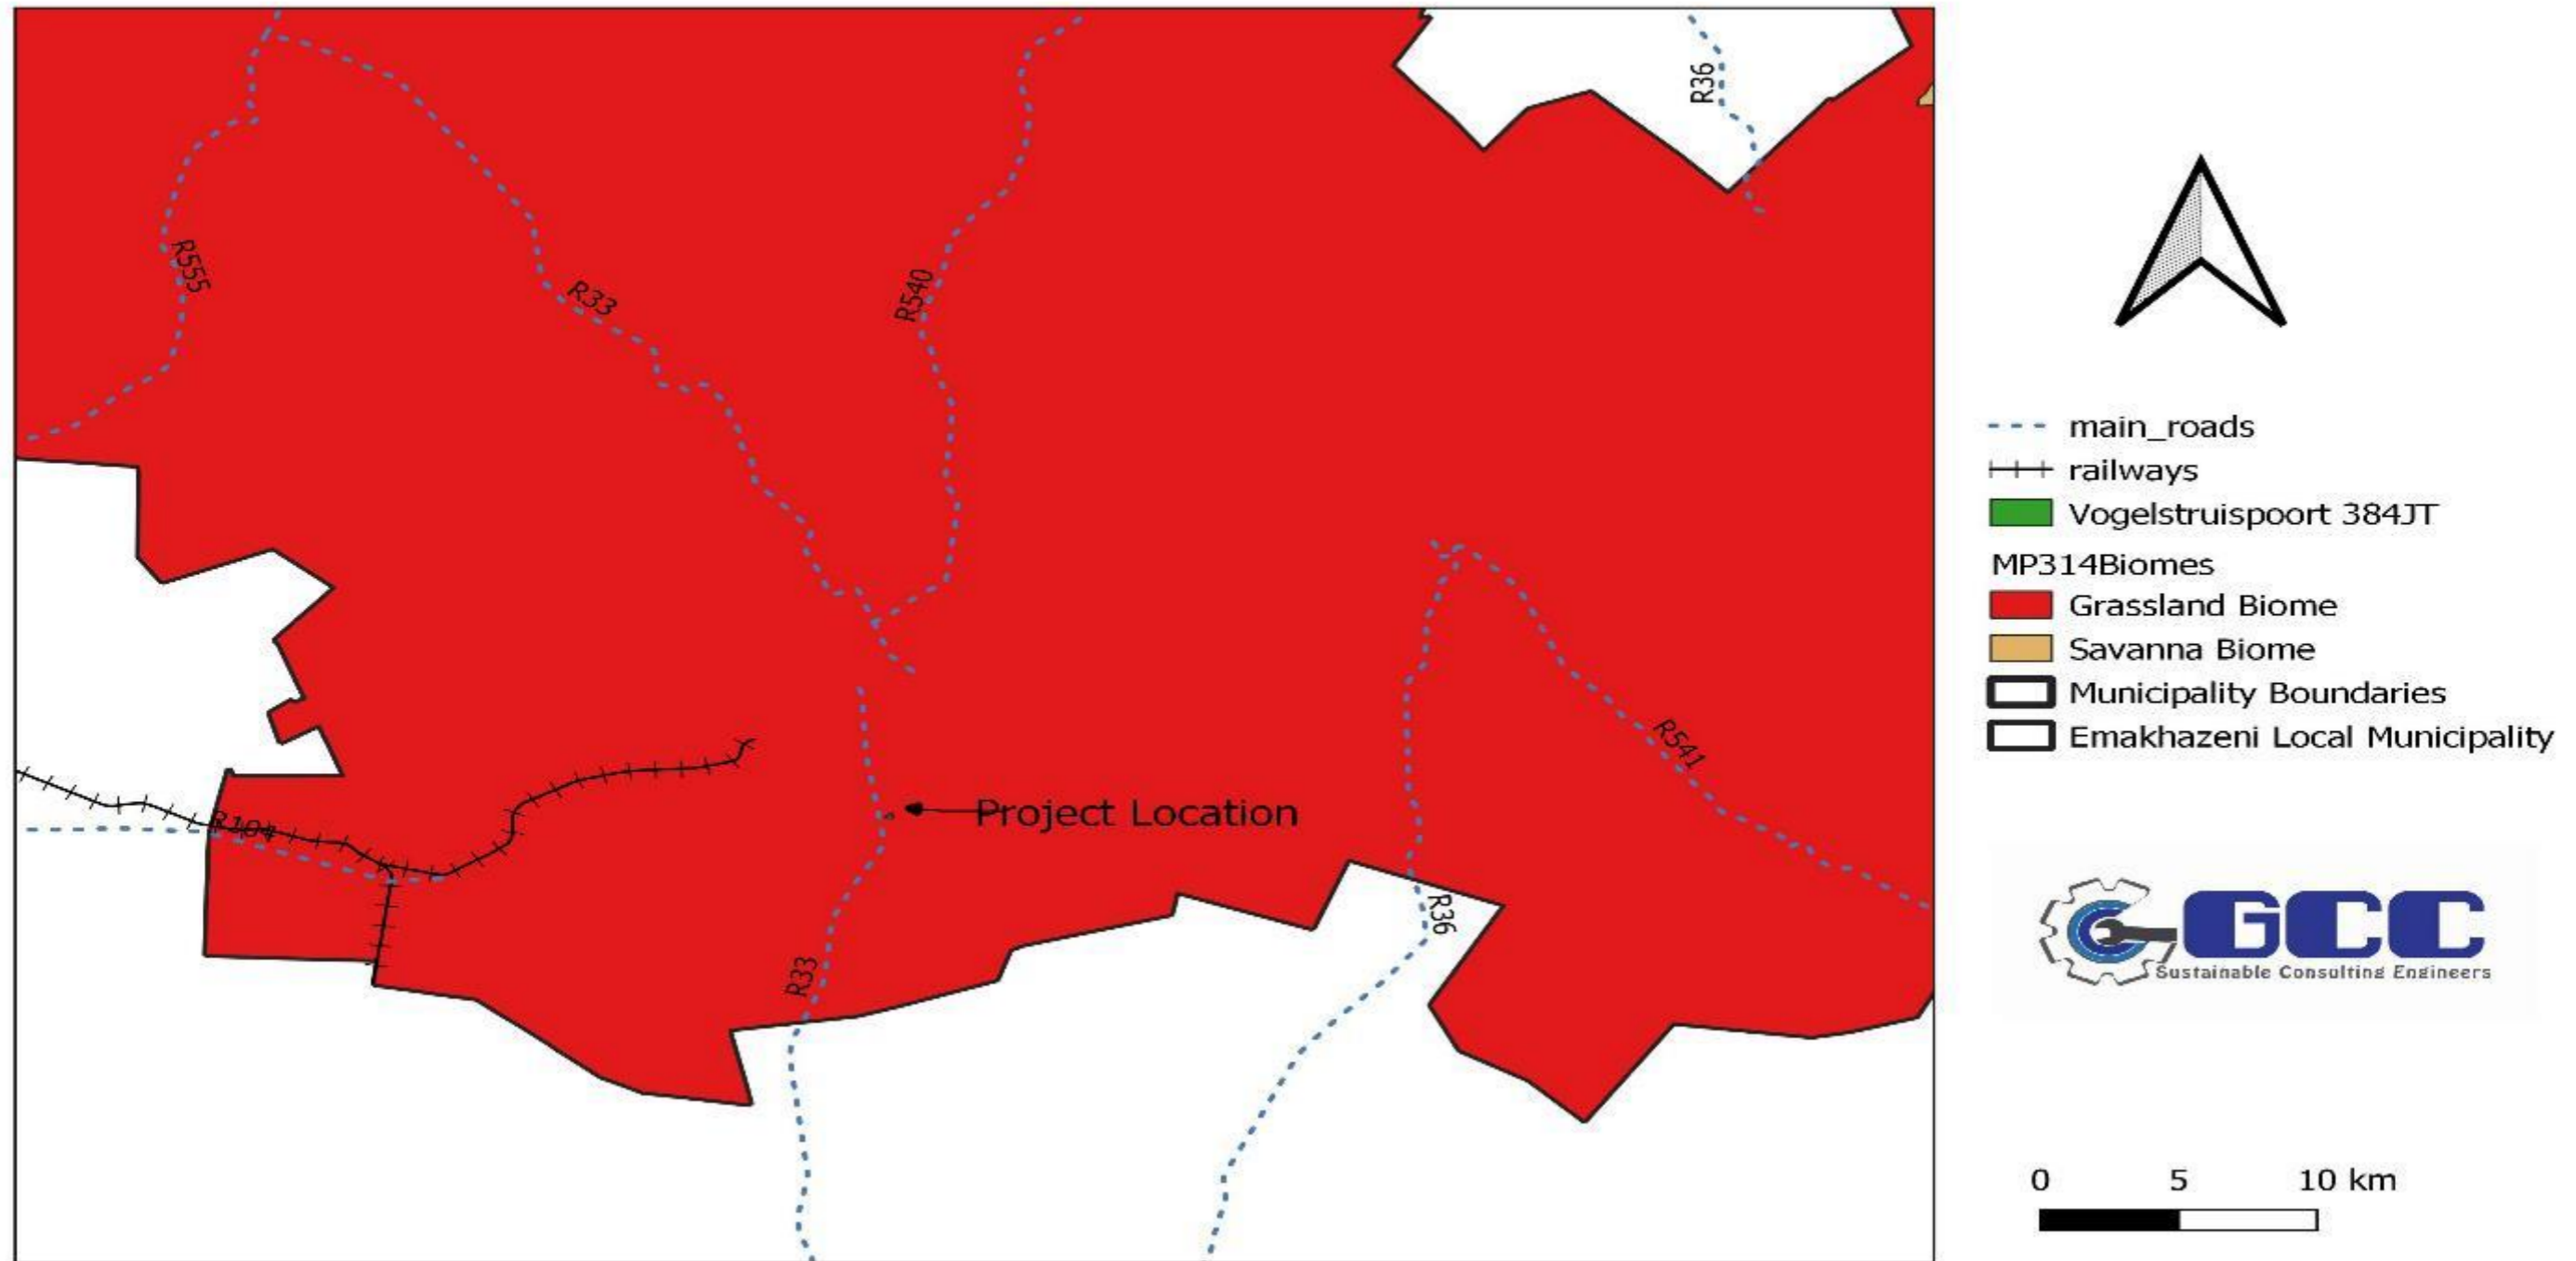 R36
R555
R33
R540
R541
Project Location
R104
R36
R33
main_roads
railways
Vogelstruispoort 384JT
MP314Biomes
Grassland Biome
Savanna Biome
Municipality Boundaries
Emakhazeni Local Municipality
GCC
Sustainable Consulting Engineers
0 5 10 km